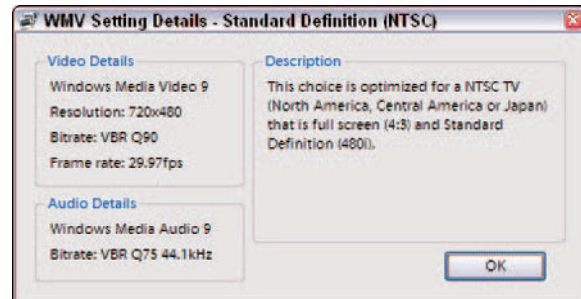 WMV Setting Details - Standard Definition (NTSC)
Video Details
Windows Media Video 9
Resolution: 720x480
Bitrate: VBR Q90
Frame rate: 29.97fps
Audio Details
Windows Media Audio 9
Bitrate: VBR Q75 44.1kHz
Description
This choice is optimized for a NTSC TV
(North America, Central America or Japan)
that is full screen (4:3) and Standard
Definition (480i).
OK